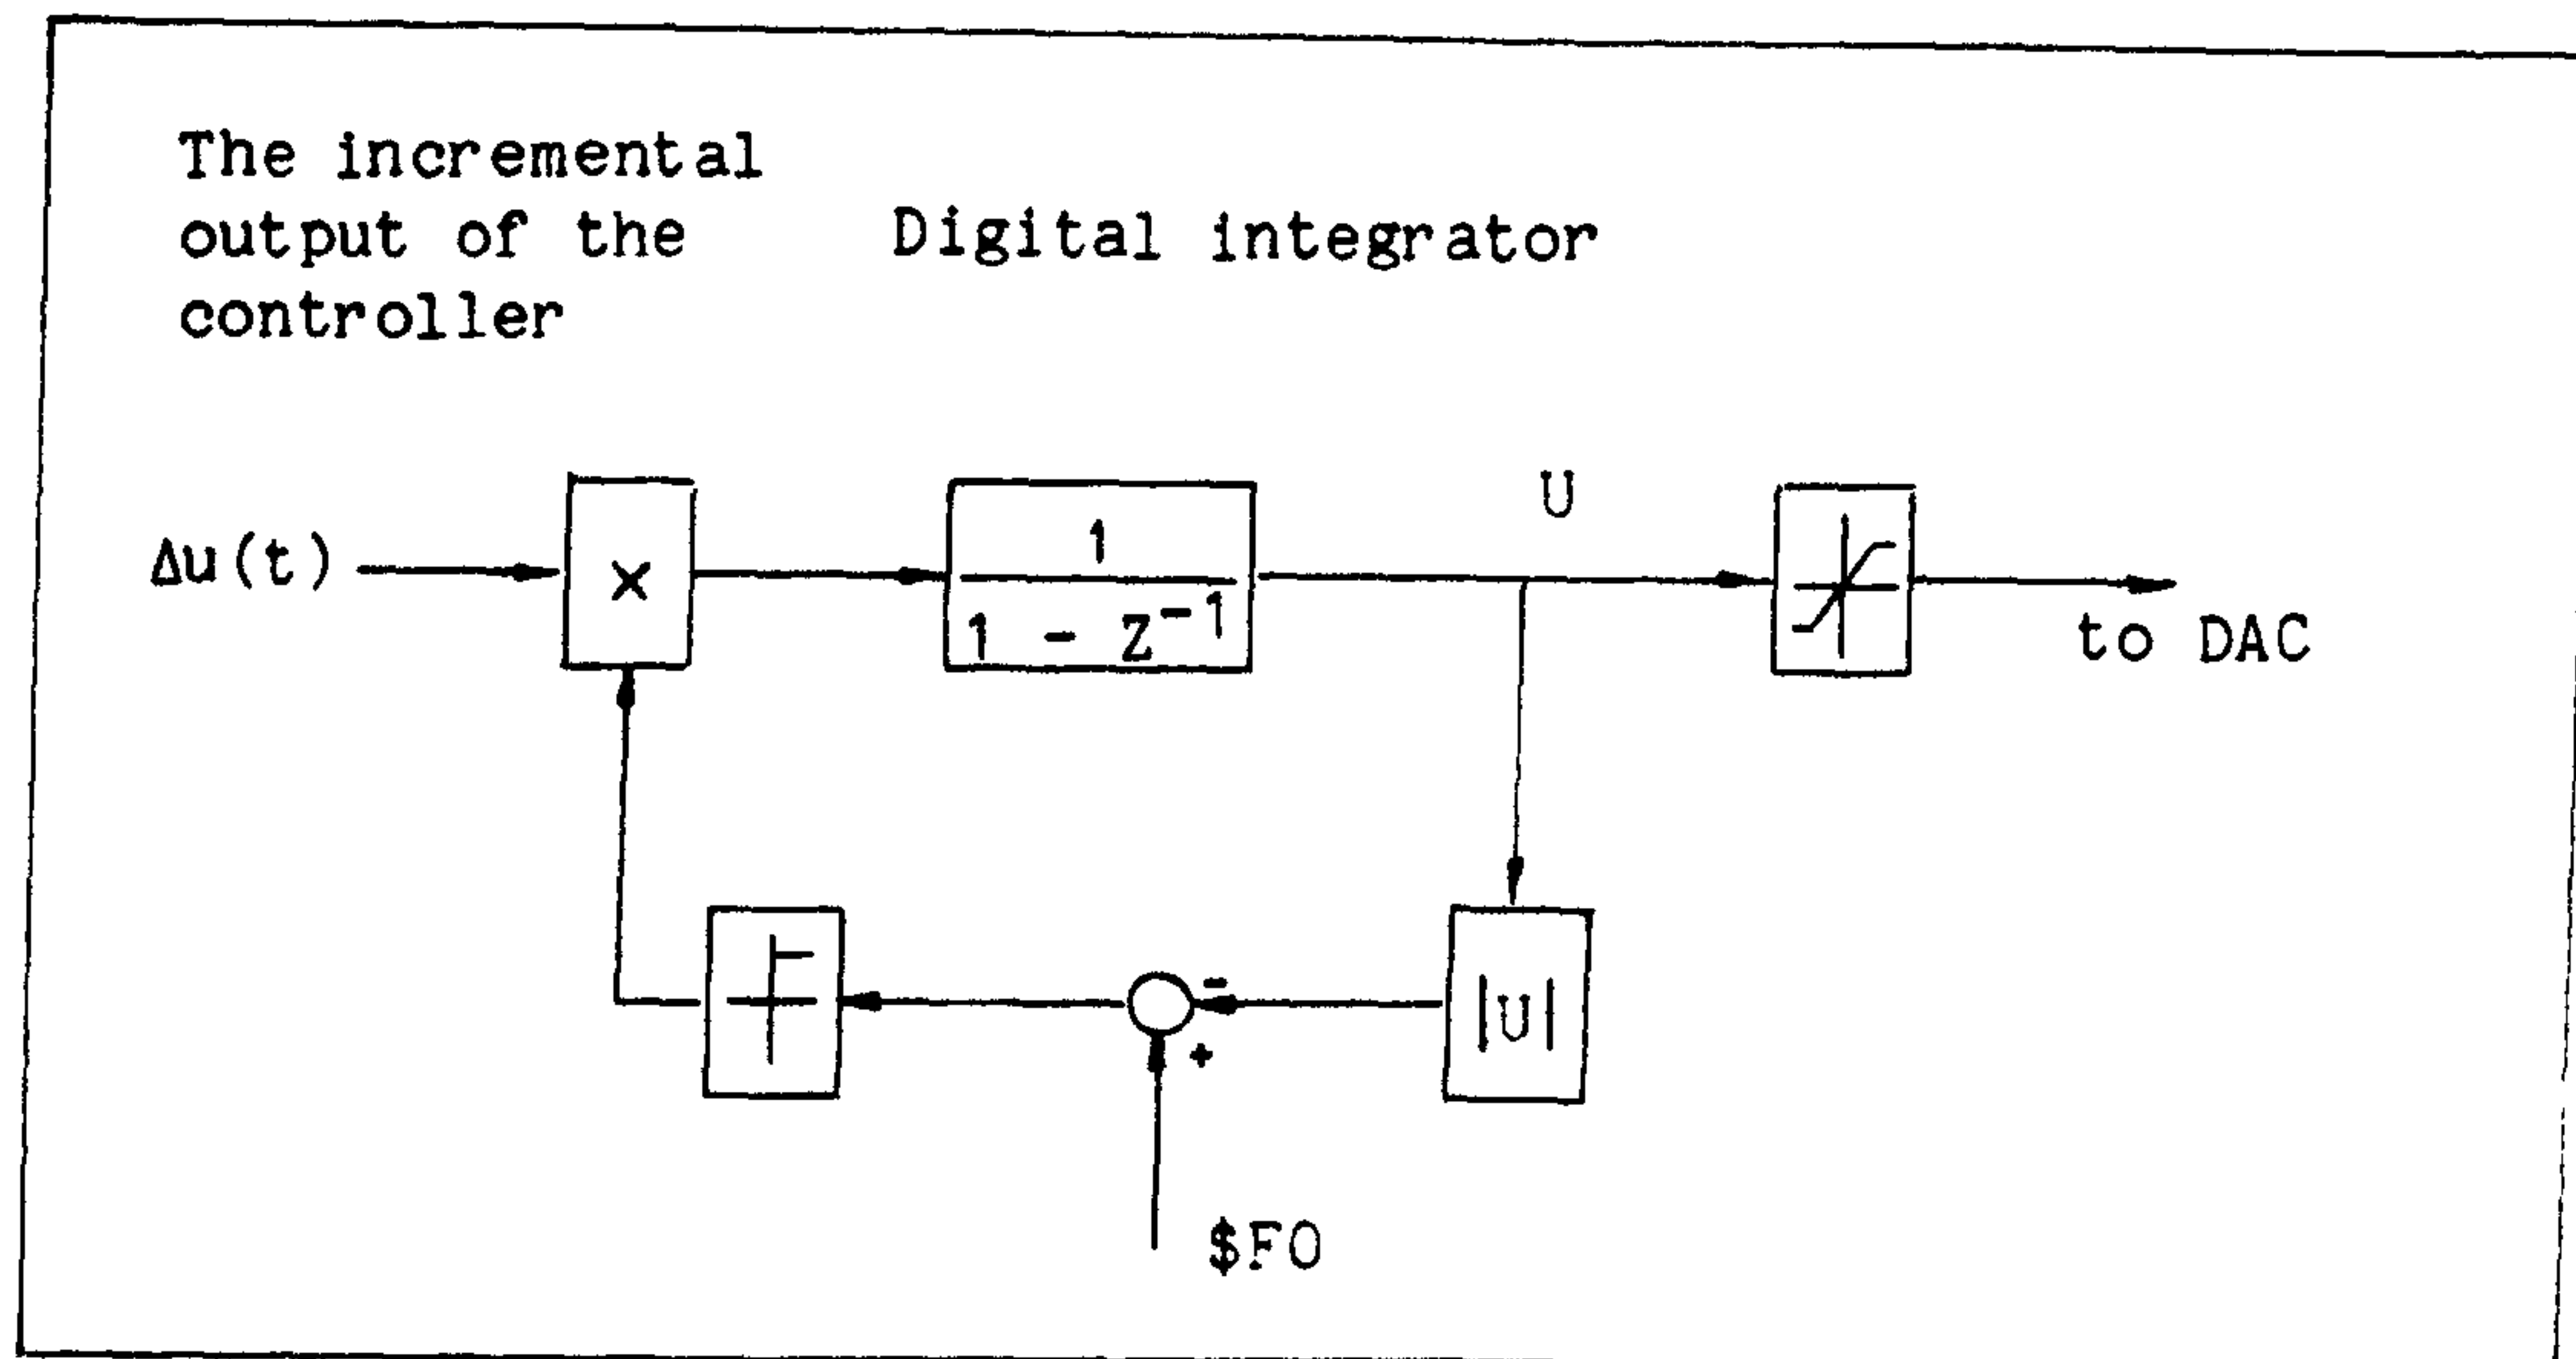 The incremental
output of the
controller
Digital integrator
Δu(t)
×
1
1 - Z⁻¹
U
to DAC
|U|
-
+
$F0